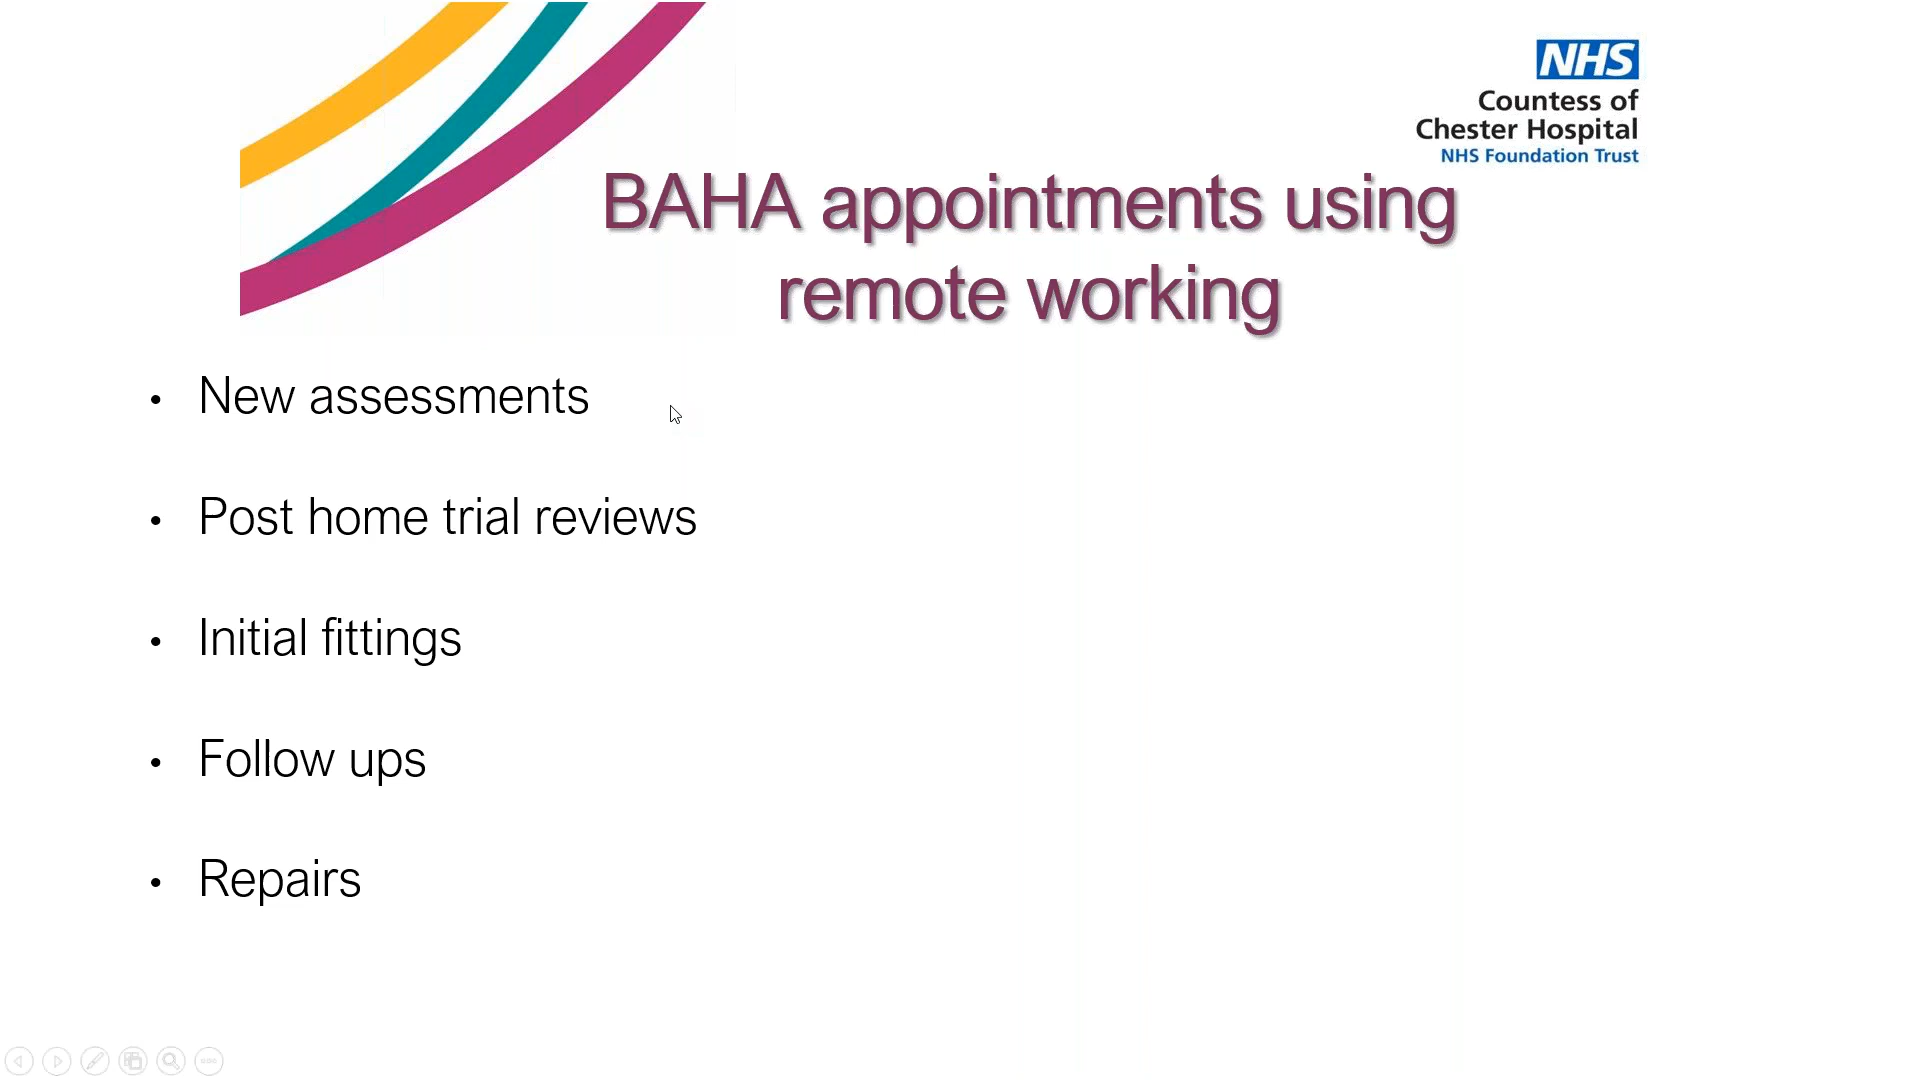 NHS
Countess of
Chester Hospital
NHS Foundation Trust
BAHA appointments using
remote working
• New assessments
• Post home trial reviews
• Initial fittings
• Follow ups
• Repairs